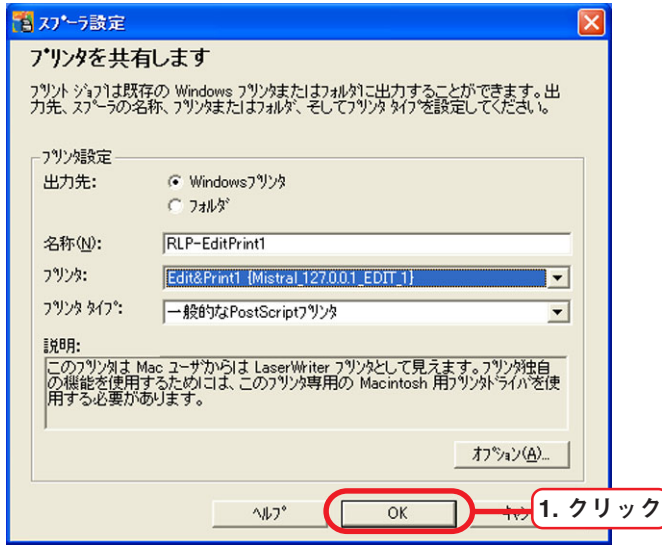 スプーラ設定
プリンタを共有します
プリント ジョブは既存の Windows プリンタまたはフォルダに出力することができます。出
力先、スプーラの名称、プリンタまたはフォルダ、そしてプリンタ タイプを設定してください。
プリンタ設定
出力先:
Windowsプリンタ
フォルダ
名称(N):
RLP-EditPrint1
プリンタ:
Edit&Print1 {Mistral_127.0.0.1_EDIT_1}
プリンタ タイプ:
一般的なPostScriptプリンタ
説明:
このプリンタは Mac ユーザからは LaserWriter プリンタとして見えます。プリンタ独自
の機能を使用するためには、このプリンタ専用の Macintosh 用プリンタドライバを使
用する必要があります。
オプション(A)...
ヘルプ
OK
1. クリック